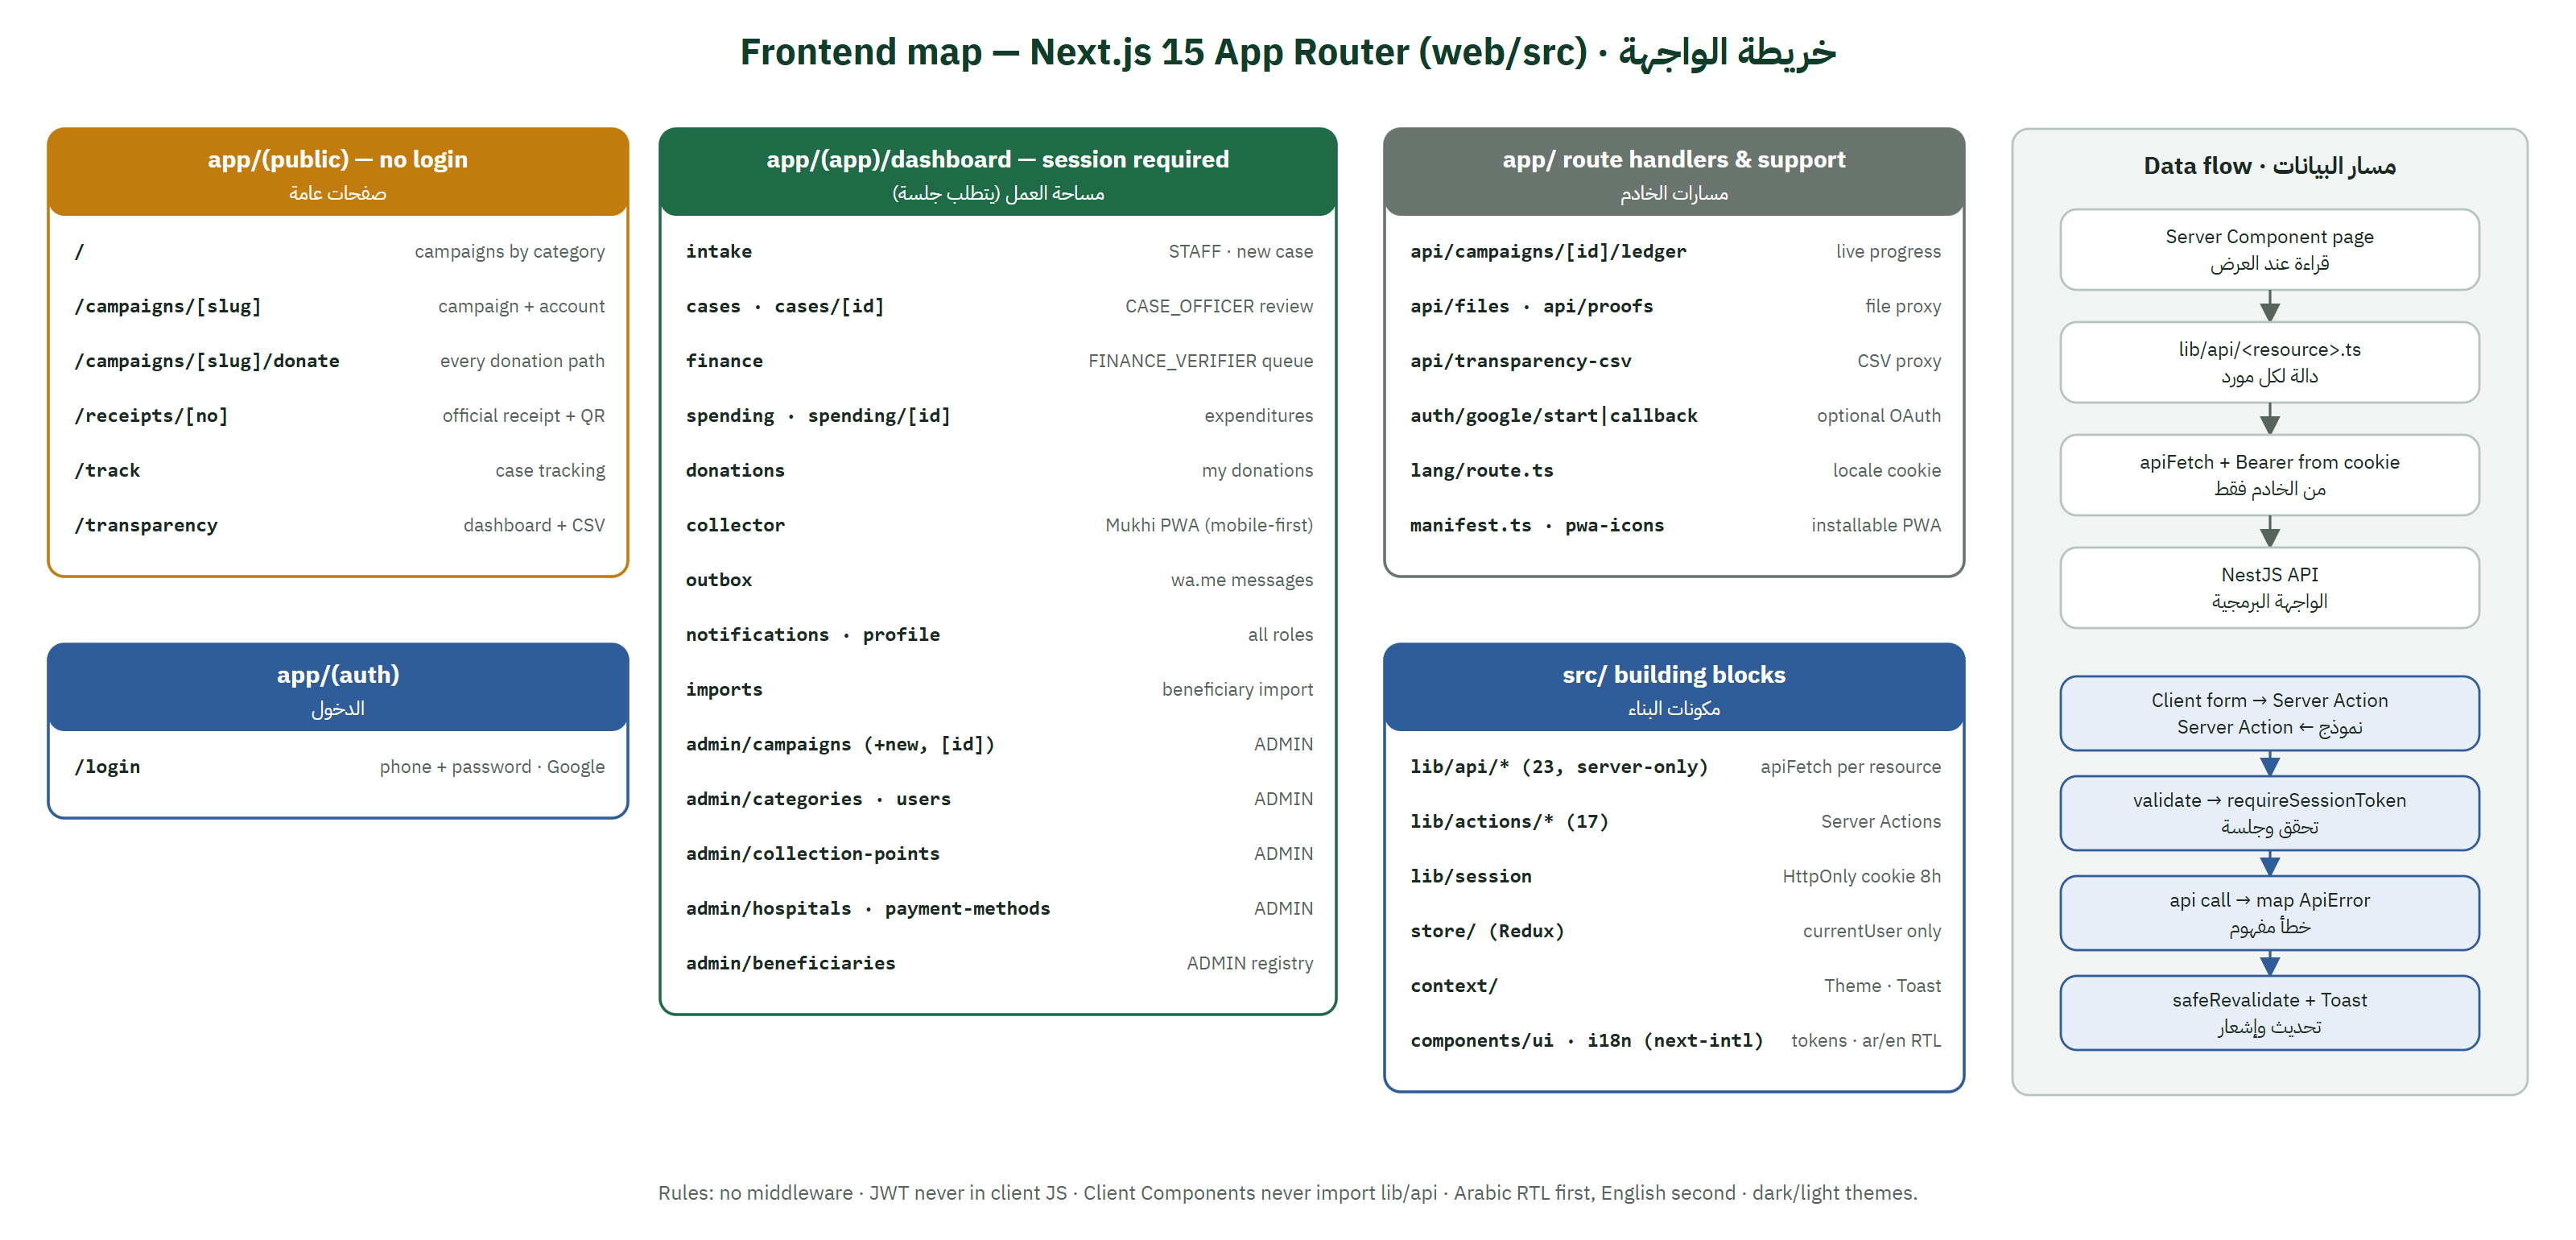 Frontend map — Next.js 15 App Router (web/src) · خريطة الواجهة
app/(public) — no login
صفحات عامة
/ campaigns by category
/campaigns/[slug] campaign + account
/campaigns/[slug]/donate every donation path
/receipts/[no] official receipt + QR
/track case tracking
/transparency dashboard + CSV
app/(auth)
الدخول
/login phone + password · Google
app/(app)/dashboard — session required
مساحة العمل (يتطلب جلسة)
intake STAFF · new case
cases · cases/[id] CASE_OFFICER review
finance FINANCE_VERIFIER queue
spending · spending/[id] expenditures
donations my donations
collector Mukhi PWA (mobile-first)
outbox wa.me messages
notifications · profile all roles
imports beneficiary import
admin/campaigns (+new, [id]) ADMIN
admin/categories · users ADMIN
admin/collection-points ADMIN
admin/hospitals · payment-methods ADMIN
admin/beneficiaries ADMIN registry
app/ route handlers & support
مسارات الخادم
api/campaigns/[id]/ledger live progress
api/files · api/proofs file proxy
api/transparency-csv CSV proxy
auth/google/start|callback optional OAuth
lang/route.ts locale cookie
manifest.ts · pwa-icons installable PWA
src/ building blocks
مكونات البناء
lib/api/* (23, server-only) apiFetch per resource
lib/actions/* (17) Server Actions
lib/session HttpOnly cookie 8h
store/ (Redux) currentUser only
context/ Theme · Toast
components/ui · i18n (next-intl) tokens · ar/en RTL
Data flow · مسار البيانات
Server Component page
قراءة عند العرض
lib/api/<resource>.ts
دالة لكل مورد
apiFetch + Bearer from cookie
من الخادم فقط
NestJS API
الواجهة البرمجية
Client form → Server Action
نموذج ← Server Action
validate → requireSessionToken
تحقق وجلسة
api call → map ApiError
خطأ مفهوم
safeRevalidate + Toast
تحديث وإشعار
Rules: no middleware · JWT never in client JS · Client Components never import lib/api · Arabic RTL first, English second · dark/light themes.